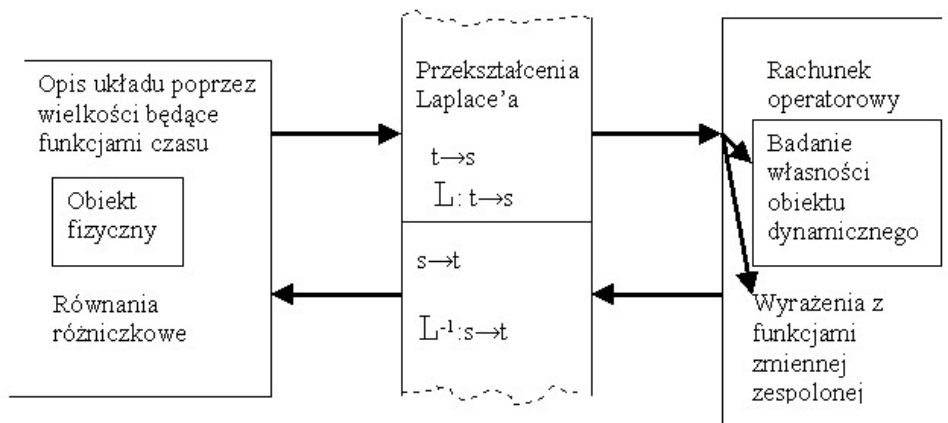 Opis układu poprzez
wielkości będące
funkcjami czasu
Obiekt
fizyczny
Równania
różniczkowe
Przekształcenia
Laplace’a
t→s
L: t→s
s→t
L⁻¹:s→t
Rachunek
operatorowy
Badanie
własności
obiektu
dynamicznego
Wyrażenia z
funkcjami
zmiennej
zespolonej